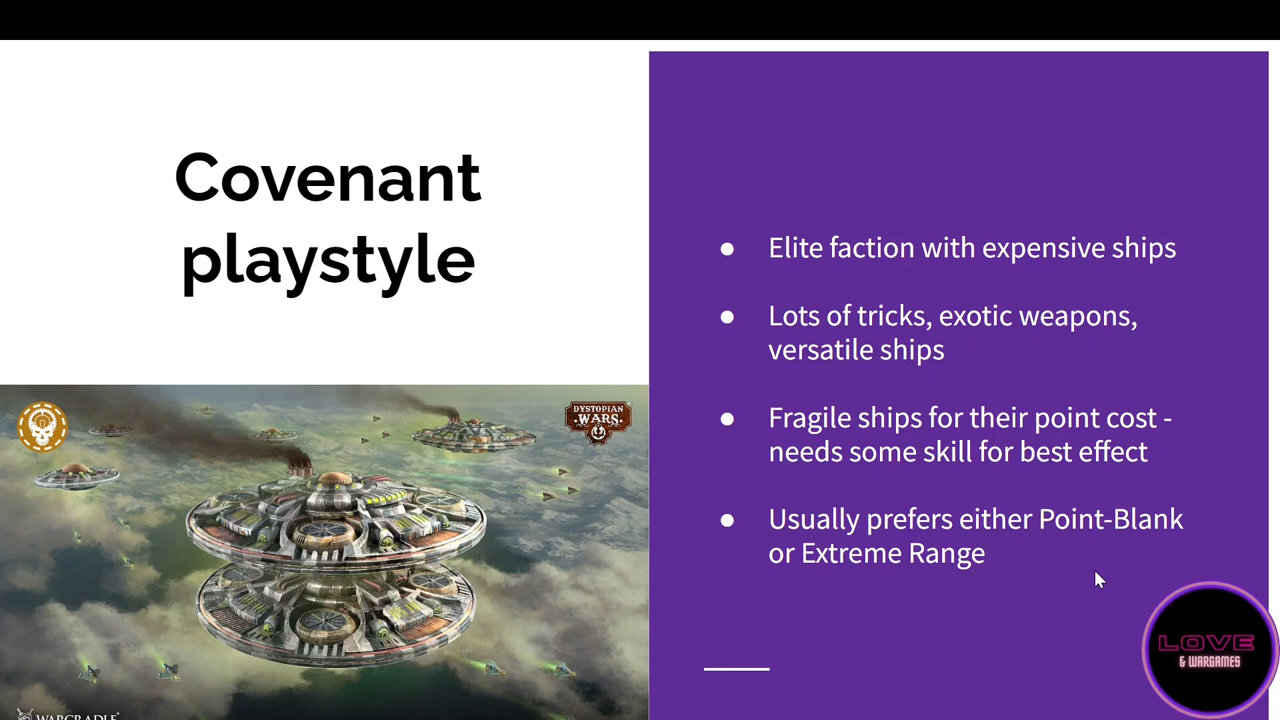 Covenant
playstyle
● Elite faction with expensive ships
● Lots of tricks, exotic weapons,
versatile ships
● Fragile ships for their point cost -
needs some skill for best effect
● Usually prefers either Point-Blank
or Extreme Range
DYSTOPIAN
WARS
WARCRADLE
LOVE
& WARGAMES